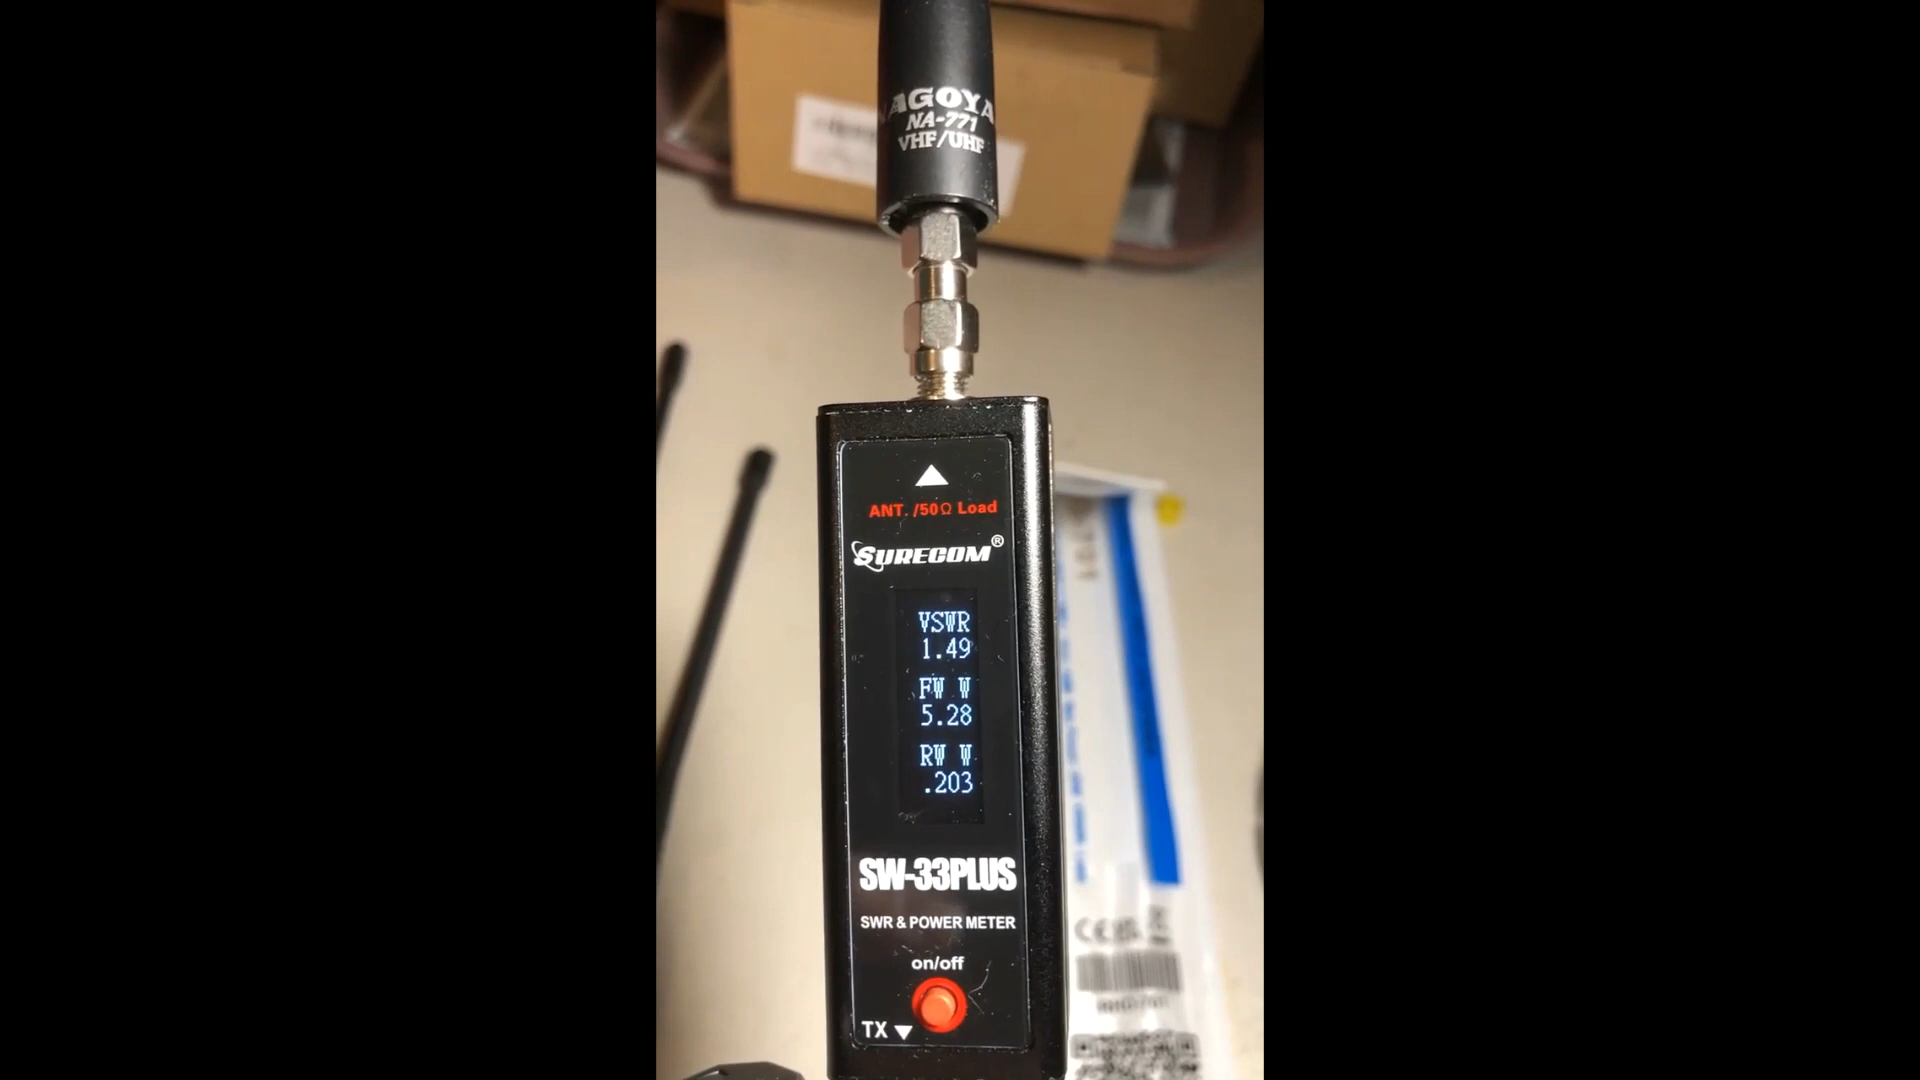 NAGOYA
NA-771
VHF/UHF
ANT. /50Ω Load
SURECOM®
VSWR
1.49
FW W
5.28
RW W
.203
SW-33PLUS
SWR & POWER METER
on/off
TX